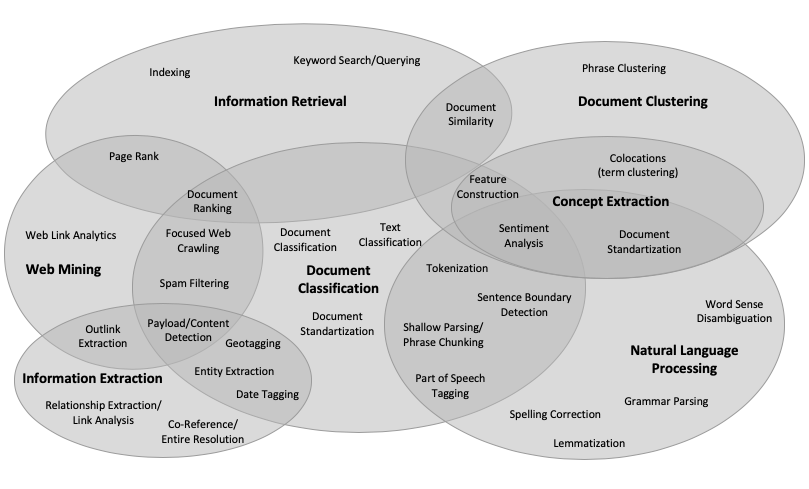 Indexing
Keyword Search/Querying
Information Retrieval
Phrase Clustering
Document Clustering
Document
Similarity
Page Rank
Document
Ranking
Feature
Construction
Colocations
(term clustering)
Concept Extraction
Web Link Analytics
Focused Web
Crawling
Document
Classification
Text
Classification
Sentiment
Analysis
Document
Standartization
Web Mining
Spam Filtering
Document
Classification
Tokenization
Sentence Boundary
Detection
Word Sense
Disambiguation
Outlink
Extraction
Payload/Content
Detection
Geotagging
Document
Standartization
Shallow Parsing/
Phrase Chunking
Natural Language
Processing
Information Extraction
Entity Extraction
Date Tagging
Part of Speech
Tagging
Relationship Extraction/
Link Analysis
Co-Reference/
Entire Resolution
Spelling Correction
Grammar Parsing
Lemmatization